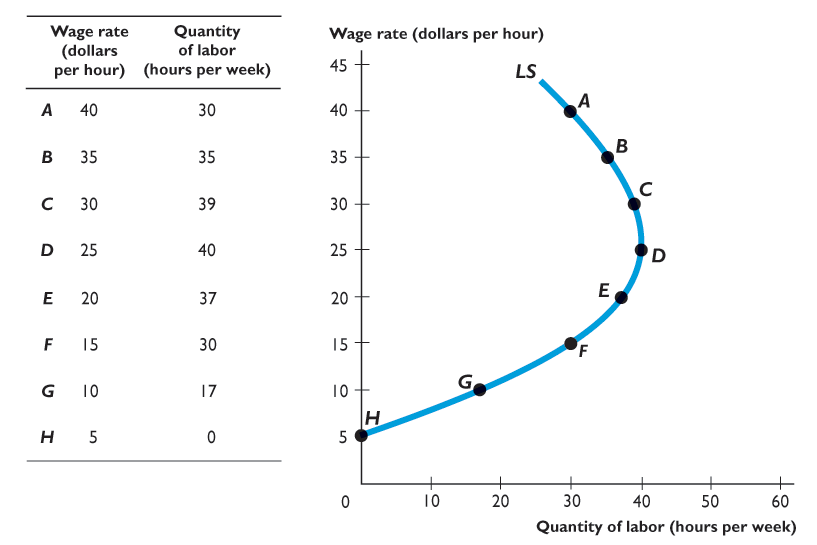 Wage rate
(dollars
per hour)
Quantity
of labor
(hours per week)
A 40 30
B 35 35
C 30 39
D 25 40
E 20 37
F 15 30
G 10 17
H 5 0
Wage rate (dollars per hour)
45
40
35
30
25
20
15
10
5
0
10 20 30 40 50 60
Quantity of labor (hours per week)
LS
A
B
C
D
E
F
G
H